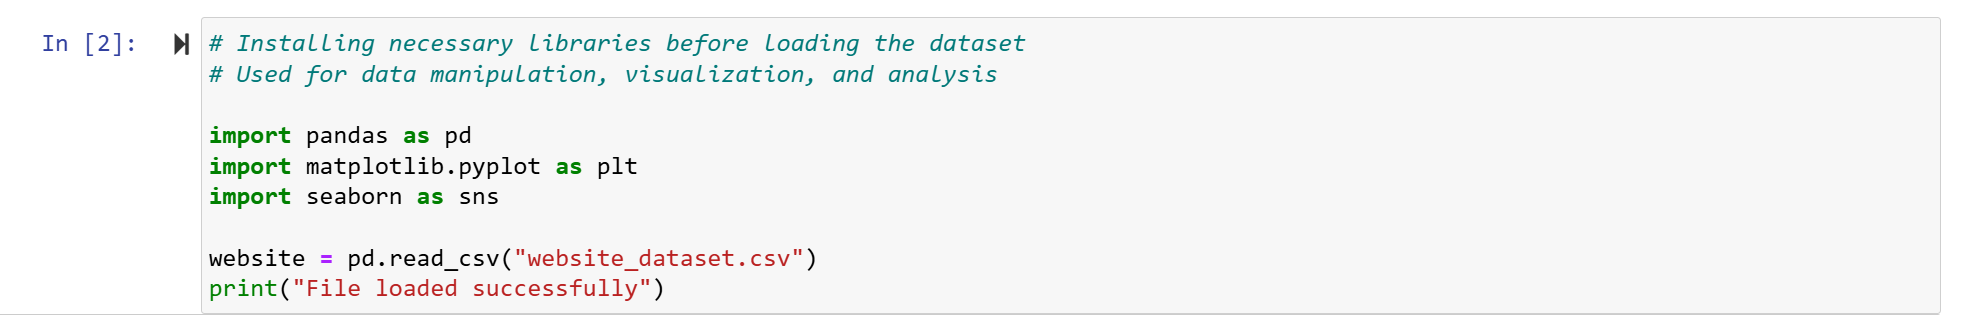 In [2]:
# Installing necessary libraries before loading the dataset
# Used for data manipulation, visualization, and analysis
import pandas as pd
import matplotlib.pyplot as plt
import seaborn as sns
website = pd.read_csv("website_dataset.csv")
print("File loaded successfully")